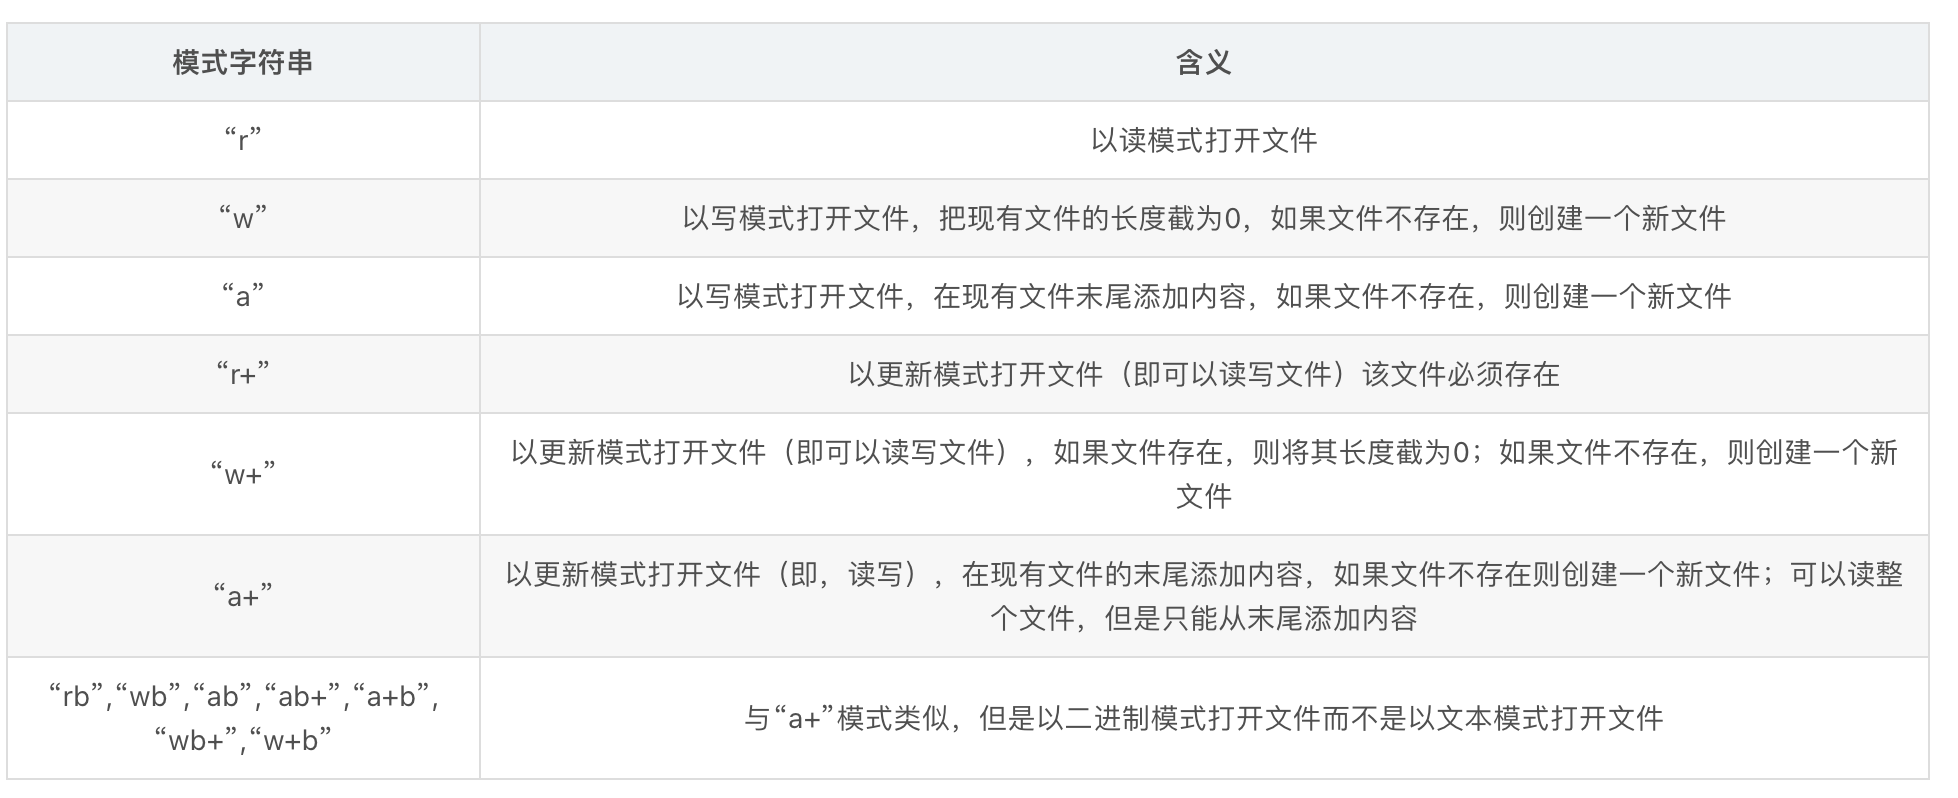 模式字符串 含义
“r” 以读模式打开文件
“w” 以写模式打开文件，把现有文件的长度截为0，如果文件不存在，则创建一个新文件
“a” 以写模式打开文件，在现有文件末尾添加内容，如果文件不存在，则创建一个新文件
“r+” 以更新模式打开文件（即可以读写文件）该文件必须存在
“w+” 以更新模式打开文件（即可以读写文件），如果文件存在，则将其长度截为0；如果文件不存在，则创建一个新
文件
“a+” 以更新模式打开文件（即，读写），在现有文件的末尾添加内容，如果文件不存在则创建一个新文件；可以读整
个文件，但是只能从末尾添加内容
“rb”,“wb”,“ab”,“ab+”,“a+b”,
“wb+”,“w+b”
与“a+”模式类似，但是以二进制模式打开文件而不是以文本模式打开文件